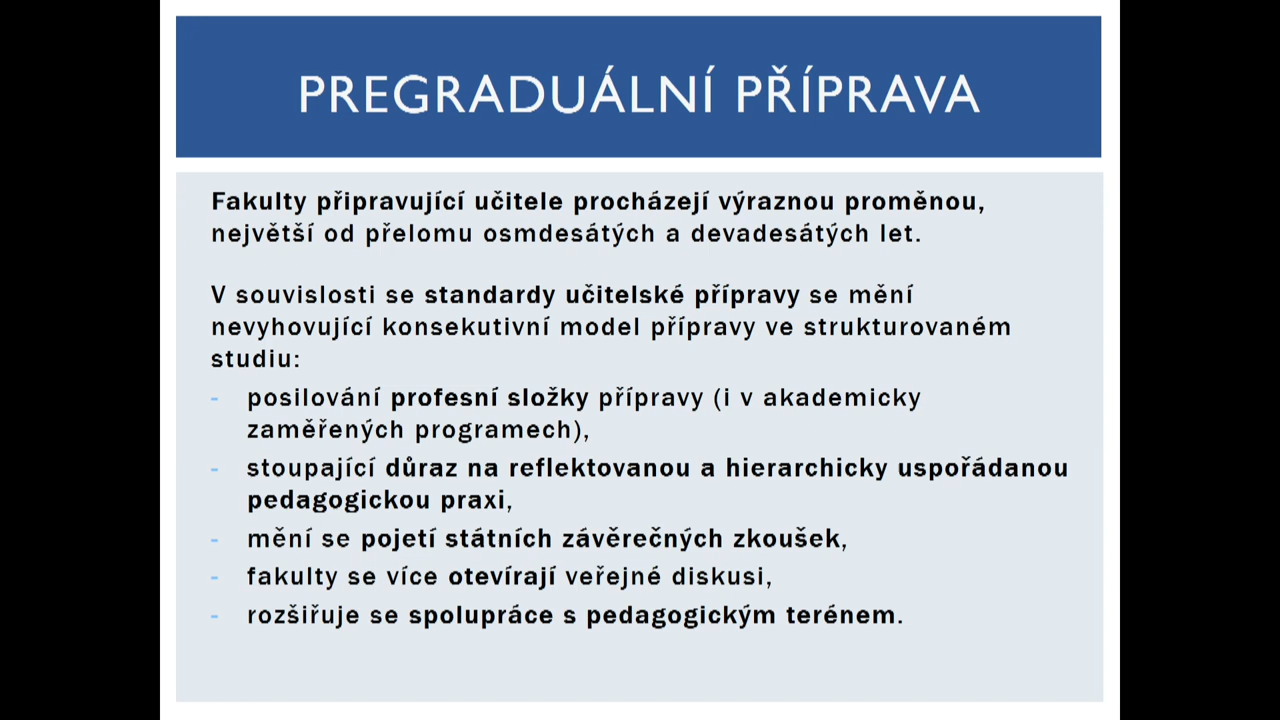 PREGRADUÁLNÍ PŘÍPRAVA
Fakulty připravující učitele procházejí výraznou proměnou,
největší od přelomu osmdesátých a devadesátých let.
V souvislosti se standardy učitelské přípravy se mění
nevyhovující konsekutivní model přípravy ve strukturovaném
studiu:
- posilování profesní složky přípravy (i v akademicky
zaměřených programech),
- stoupající důraz na reflektovanou a hierarchicky uspořádanou
pedagogickou praxi,
- mění se pojetí státních závěrečných zkoušek,
- fakulty se více otevírají veřejné diskusi,
- rozšiřuje se spolupráce s pedagogickým terénem.